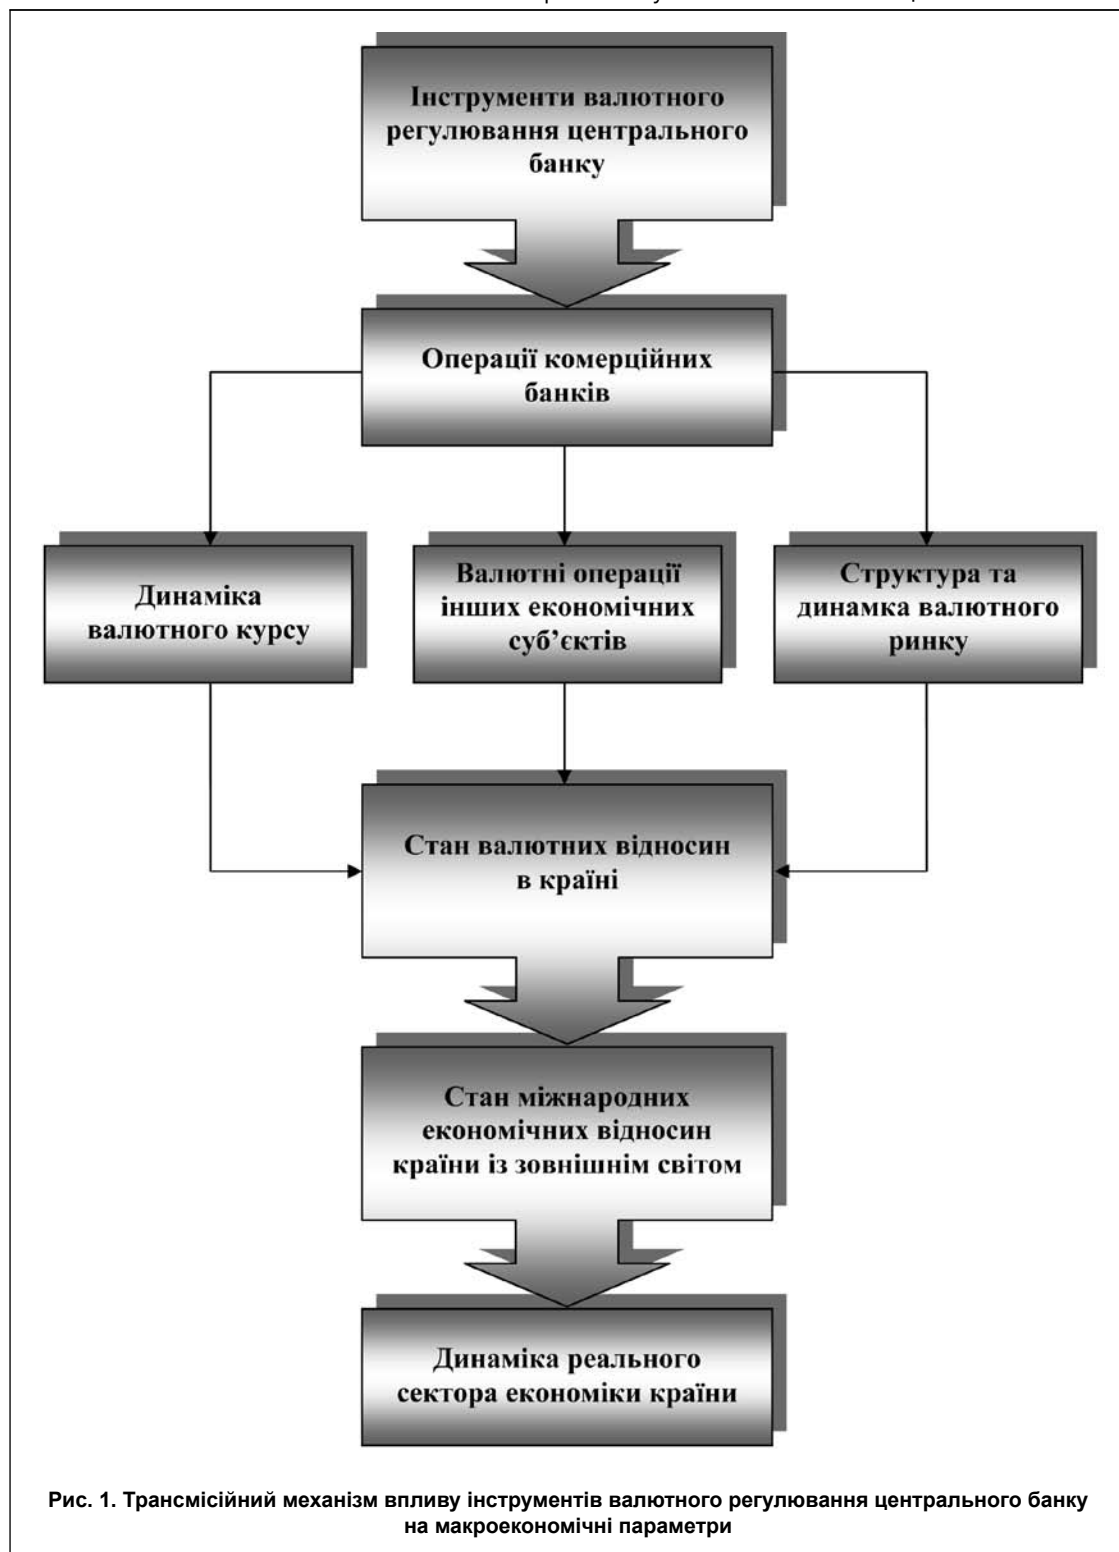 Інструменти валютного
регулювання центрального
банку
Операції комерційних
банків
Динаміка
валютного курсу
Валютні операції
інших економічних
суб’єктів
Структура та
динамка валютного
ринку
Стан валютних відносин
в країні
Стан міжнародних
економічних відносин
країни із зовнішнім світом
Динаміка реального
сектора економіки країни
Рис. 1. Трансмісійний механізм впливу інструментів валютного регулювання центрального банку
на макроекономічні параметри